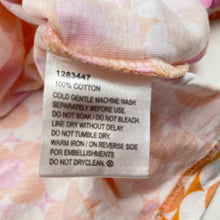 1283447
100% COTTON
COLD GENTLE MACHINE WASH
SEPARATELY BEFORE USE.
DO NOT SOAK / DO NOT BLEACH.
LINE DRY WITHOUT DELAY.
DO NOT TUMBLE DRY.
WARM IRON / ON REVERSE SIDE
FOR EMBELLISHMENTS
DO NOT DRYCLEAN.